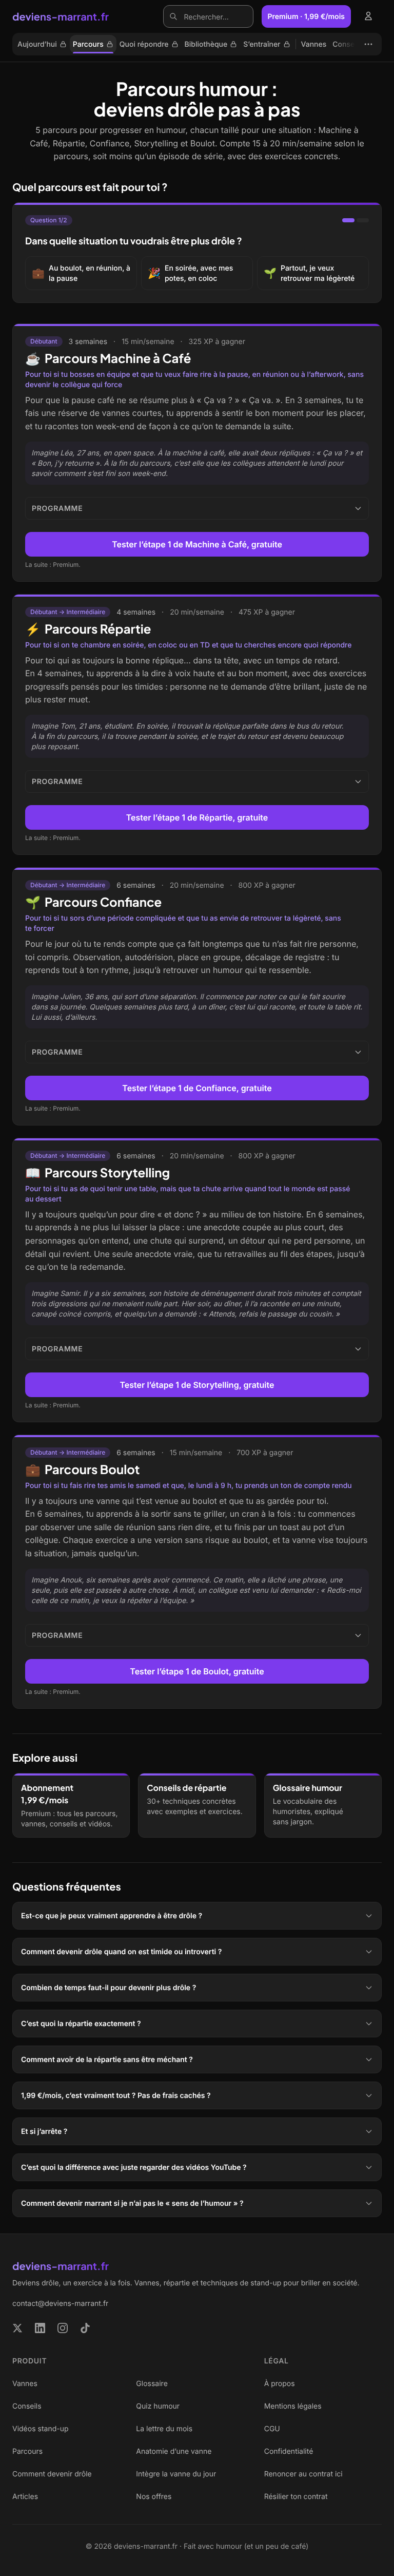 deviens-marrant.fr
Rechercher...
Premium · 1,99 €/mois
Aujourd'hui
Parcours
Quoi répondre
Bibliothèque
S'entraîner
Vannes
Parcours humour :
deviens drôle pas à pas
5 parcours pour progresser en humour, chacun taillé pour une situation : Machine à
Café, Répartie, Confiance, Storytelling et Boulot. Compte 15 à 20 min/semaine selon le
parcours, soit moins qu'un épisode de série, avec des exercices concrets.
Quel parcours est fait pour toi ?
Question 1/2
Dans quelle situation tu voudrais être plus drôle ?
💼 Au boulot, en réunion, à
la pause
🎉 En soirée, avec mes
potes, en coloc
🌱 Partout, je veux
retrouver ma légèreté
Débutant 3 semaines · 15 min/semaine · 325 XP à gagner
☕ Parcours Machine à Café
Pour toi si tu bosses en équipe et que tu veux faire rire à la pause, en réunion ou à l'afterwork, sans
devenir le collègue qui force
Pour que la pause café ne se résume plus à « Ça va ? » « Ça va. ». En 3 semaines, tu te
fais une réserve de vannes courtes, tu apprends à sentir le bon moment pour les placer,
et tu racontes ton week-end de façon à ce qu'on te demande la suite.
Imagine Léa, 27 ans, en open space. À la machine à café, elle avait deux répliques : « Ça va ? » et
« Bon, j'y retourne ». À la fin du parcours, c'est elle que les collègues attendent le lundi pour
savoir comment s'est fini son week-end.
PROGRAMME
Tester l'étape 1 de Machine à Café, gratuite
La suite : Premium.
Débutant → Intermédiaire 4 semaines · 20 min/semaine · 475 XP à gagner
⚡ Parcours Répartie
Pour toi si on te chambre en soirée, en coloc ou en TD et que tu cherches encore quoi répondre
Pour toi qui as toujours la bonne réplique… dans ta tête, avec un temps de retard.
En 4 semaines, tu apprends à la dire à voix haute et au bon moment, avec des exercices
progressifs pensés pour les timides : personne ne te demande d'être brillant, juste de ne
plus rester muet.
Imagine Tom, 21 ans, étudiant. En soirée, il trouvait la réplique parfaite dans le bus du retour.
À la fin du parcours, il la trouve pendant la soirée, et le trajet du retour est devenu beaucoup
plus reposant.
PROGRAMME
Tester l'étape 1 de Répartie, gratuite
La suite : Premium.
Débutant → Intermédiaire 6 semaines · 20 min/semaine · 800 XP à gagner
🌱 Parcours Confiance
Pour toi si tu sors d'une période compliquée et que tu as envie de retrouver ta légèreté, sans
te forcer
Pour le jour où tu te rends compte que ça fait longtemps que tu n'as pas fait rire personne,
toi compris. Observation, autodérision, place en groupe, décalage de registre : tu
reprends tout à ton rythme, jusqu'à retrouver un humour qui te ressemble.
Imagine Julien, 36 ans, qui sort d'une séparation. Il commence par noter ce qui le fait sourire
dans sa journée. Quelques semaines plus tard, à un dîner, c'est lui qui raconte, et toute la table rit.
Lui aussi, d'ailleurs.
PROGRAMME
Tester l'étape 1 de Confiance, gratuite
La suite : Premium.
Débutant → Intermédiaire 6 semaines · 20 min/semaine · 800 XP à gagner
📖 Parcours Storytelling
Pour toi si tu as de quoi tenir une table, mais que ta chute arrive quand tout le monde est passé
au dessert
Il y a toujours quelqu'un pour dire « et donc ? » au milieu de ton histoire. En 6 semaines,
tu apprends à ne plus lui laisser la place : une anecdote coupée au plus court, des
personnages qu'on entend, une chute qui surprend, un détour qui ne perd personne, un
détail qui revient. Une seule anecdote vraie, que tu retravailles au fil des étapes, jusqu'à
ce qu'on te la redemande.
Imagine Samir. Il y a six semaines, son histoire de déménagement durait trois minutes et comptait
trois digressions qui ne menaient nulle part. Hier soir, au dîner, il l'a racontée en une minute,
canapé coincé compris, et quelqu'un a demandé : « Attends, refais le passage du cousin. »
PROGRAMME
Tester l'étape 1 de Storytelling, gratuite
La suite : Premium.
Débutant → Intermédiaire 6 semaines · 15 min/semaine · 700 XP à gagner
💼 Parcours Boulot
Pour toi si tu fais rire tes amis le samedi et que, le lundi à 9 h, tu prends un ton de compte rendu
Il y a toujours une vanne qui t'est venue au boulot et que tu as gardée pour toi.
En 6 semaines, tu apprends à la sortir sans te griller, un cran à la fois : tu commences
par observer une salle de réunion sans rien dire, et tu finis par un toast au pot d'un
collègue. Chaque exercice a une version sans risque au boulot, et ta vanne vise toujours
la situation, jamais quelqu'un.
Imagine Anouk, six semaines après avoir commencé. Ce matin, elle a lâché une phrase, une
seule, puis elle est passée à autre chose. À midi, un collègue est venu lui demander : « Redis-moi
celle de ce matin, je veux la répéter à l'équipe. »
PROGRAMME
Tester l'étape 1 de Boulot, gratuite
La suite : Premium.
Explore aussi
Abonnement
1,99 €/mois
Premium : tous les parcours,
vannes, conseils et vidéos.
Conseils de répartie
30+ techniques concrètes
avec exemples et exercices.
Glossaire humour
Le vocabulaire des
humoristes, expliqué
sans jargon.
Questions fréquentes
Est-ce que je peux vraiment apprendre à être drôle ?
Comment devenir drôle quand on est timide ou introverti ?
Combien de temps faut-il pour devenir plus drôle ?
C'est quoi la répartie exactement ?
Comment avoir de la répartie sans être méchant ?
1,99 €/mois, c'est vraiment tout ? Pas de frais cachés ?
Et si j'arrête ?
C'est quoi la différence avec juste regarder des vidéos YouTube ?
Comment devenir marrant si je n'ai pas le « sens de l'humour » ?
deviens-marrant.fr
Deviens drôle, un exercice à la fois. Vannes, répartie et techniques de stand-up pour briller en société.
contact@deviens-marrant.fr
PRODUIT
Vannes
Conseils
Vidéos stand-up
Parcours
Comment devenir drôle
Articles
Glossaire
Quiz humour
La lettre du mois
Anatomie d'une vanne
Intègre la vanne du jour
Nos offres
LÉGAL
À propos
Mentions légales
CGU
Confidentialité
Renoncer au contrat ici
Résilier ton contrat
© 2026 deviens-marrant.fr · Fait avec humour (et un peu de café)